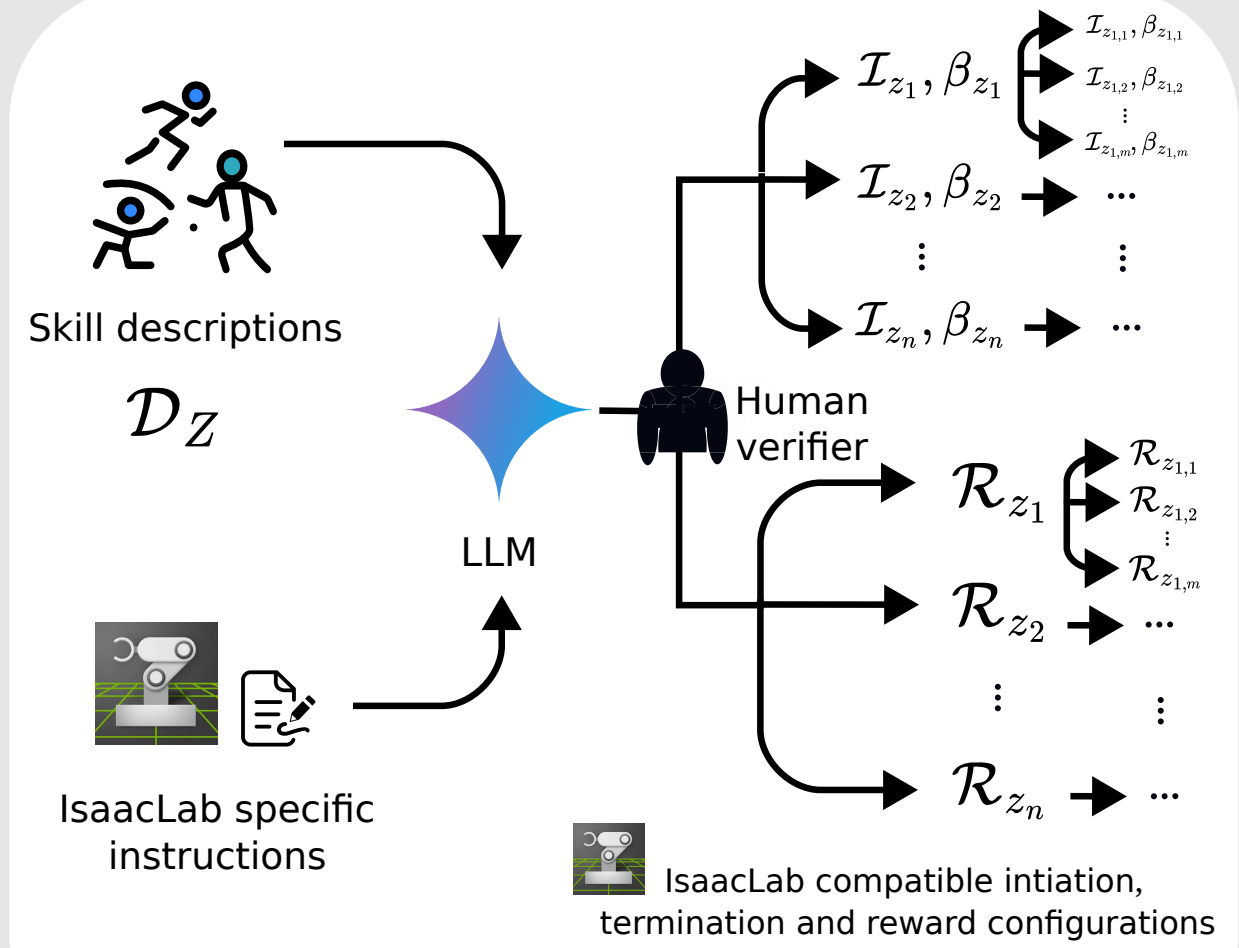 Skill descriptions
𝒟_Z
IsaacLab specific
instructions
LLM
Human
verifier
ℐ_{z_1}, β_{z_1}
ℐ_{z_{1,1}}, β_{z_{1,1}}
ℐ_{z_{1,2}}, β_{z_{1,2}}
⋮
ℐ_{z_{1,m}}, β_{z_{1,m}}
ℐ_{z_2}, β_{z_2} ...
⋮ ⋮
ℐ_{z_n}, β_{z_n} ...
ℛ_{z_1}
ℛ_{z_{1,1}}
ℛ_{z_{1,2}}
⋮
ℛ_{z_{1,m}}
ℛ_{z_2} ...
⋮ ⋮
ℛ_{z_n} ...
IsaacLab compatible intiation,
termination and reward configurations